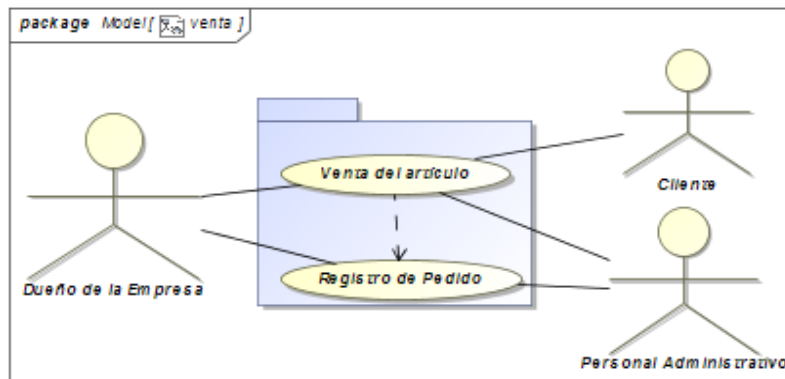 package Model[ venta ]
Venta del artículo
Cliente
Registro de Pedido
Dueño de la Empresa
Personal Administrativo